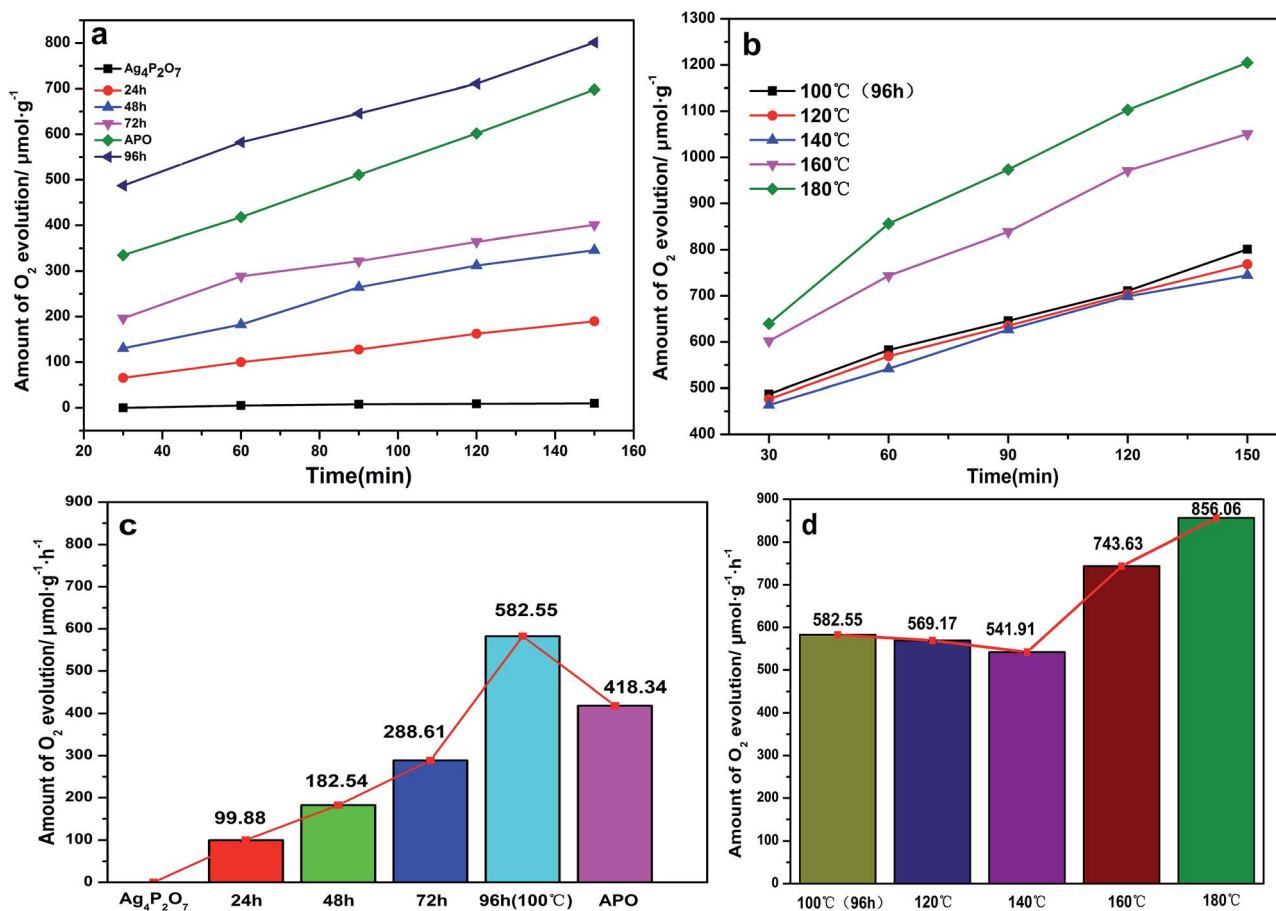 a
Amount of O₂ evolution/ μmol·g⁻¹
800
700
600
500
400
300
200
100
0
Ag₄P₂O₇
24h
48h
72h
APO
96h
20 40 60 80 100 120 140 160
Time(min)
b
Amount of O₂ evolution/ μmol·g⁻¹
1300
1200
1100
1000
900
800
700
600
500
400
100℃（96h）
120℃
140℃
160℃
180℃
30 60 90 120 150
Time(min)
c
Amount of O₂ evolution/ μmol·g⁻¹·h⁻¹
900
800
700
600
500
400
300
200
100
0
99.88
182.54
288.61
582.55
418.34
Ag₄P₂O₇ 24h 48h 72h 96h(100℃) APO
d
Amount of O₂ evolution/ μmol·g⁻¹·h⁻¹
900
800
700
600
500
400
300
200
100
0
582.55
569.17
541.91
743.63
856.06
100℃（96h） 120℃ 140℃ 160℃ 180℃